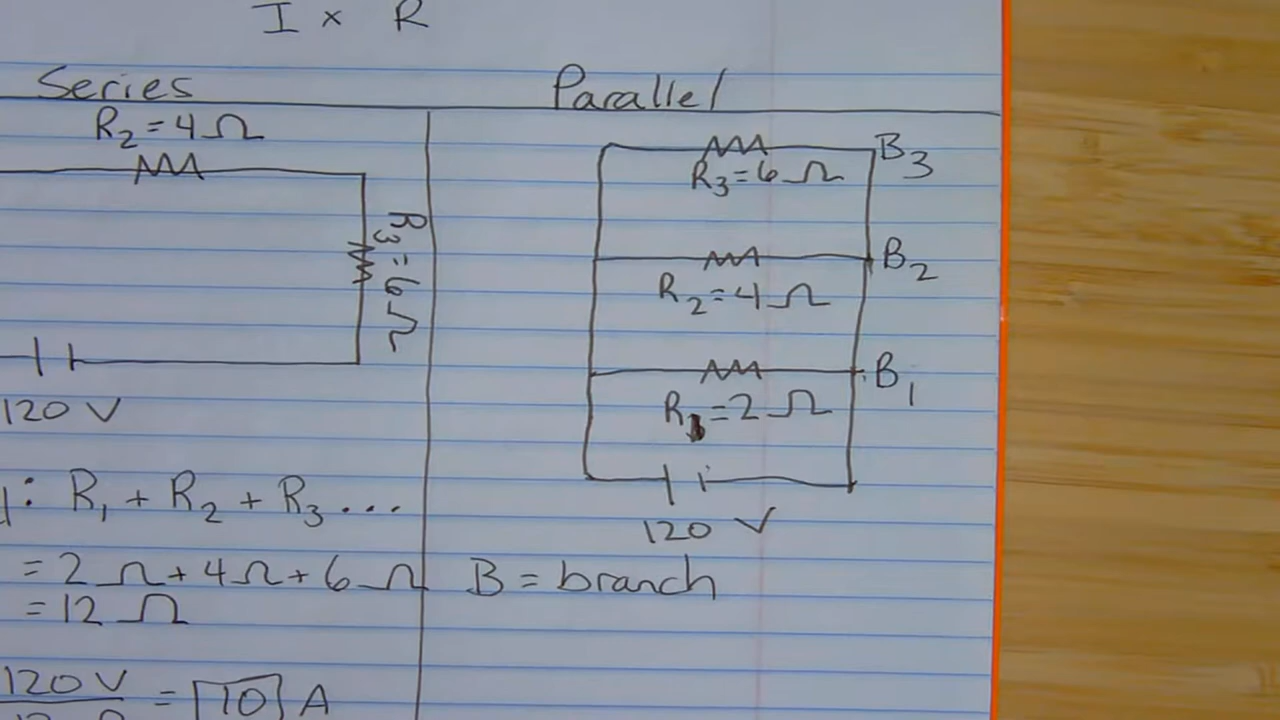 I × R
Series
R₂ = 4 Ω
R₃ = 6 Ω
120 V
: R₁ + R₂ + R₃ ...
= 2 Ω + 4 Ω + 6 Ω
= 12 Ω
120 V = 10 A
Parallel
B₃
R₃ = 6 Ω
B₂
R₂ = 4 Ω
B₁
R₁ = 2 Ω
120 V
B = branch